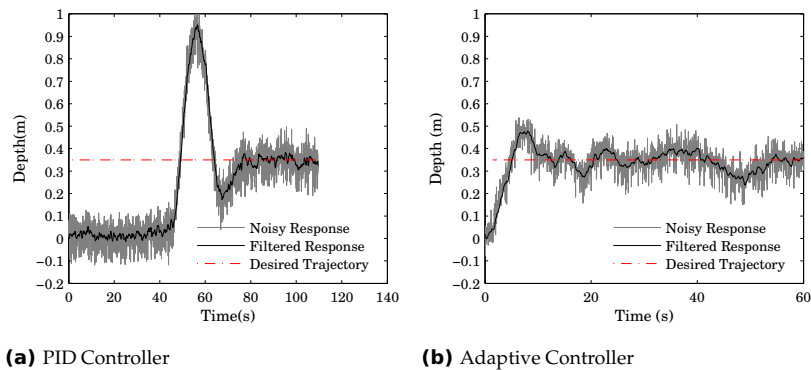 1
0.9
0.8
0.7
0.6
0.5
0.4
0.3
0.2
0.1
0
−0.1
−0.2
Depth(m)
0 20 40 60 80 100 120 140
Time(s)
Noisy Response
Filtered Response
Desired Trajectory
(a) PID Controller
1
0.9
0.8
0.7
0.6
0.5
0.4
0.3
0.2
0.1
0
−0.1
−0.2
Depth (m)
0 20 40 60
Time (s)
Noisy Response
Filtered Response
Desired Trajectory
(b) Adaptive Controller